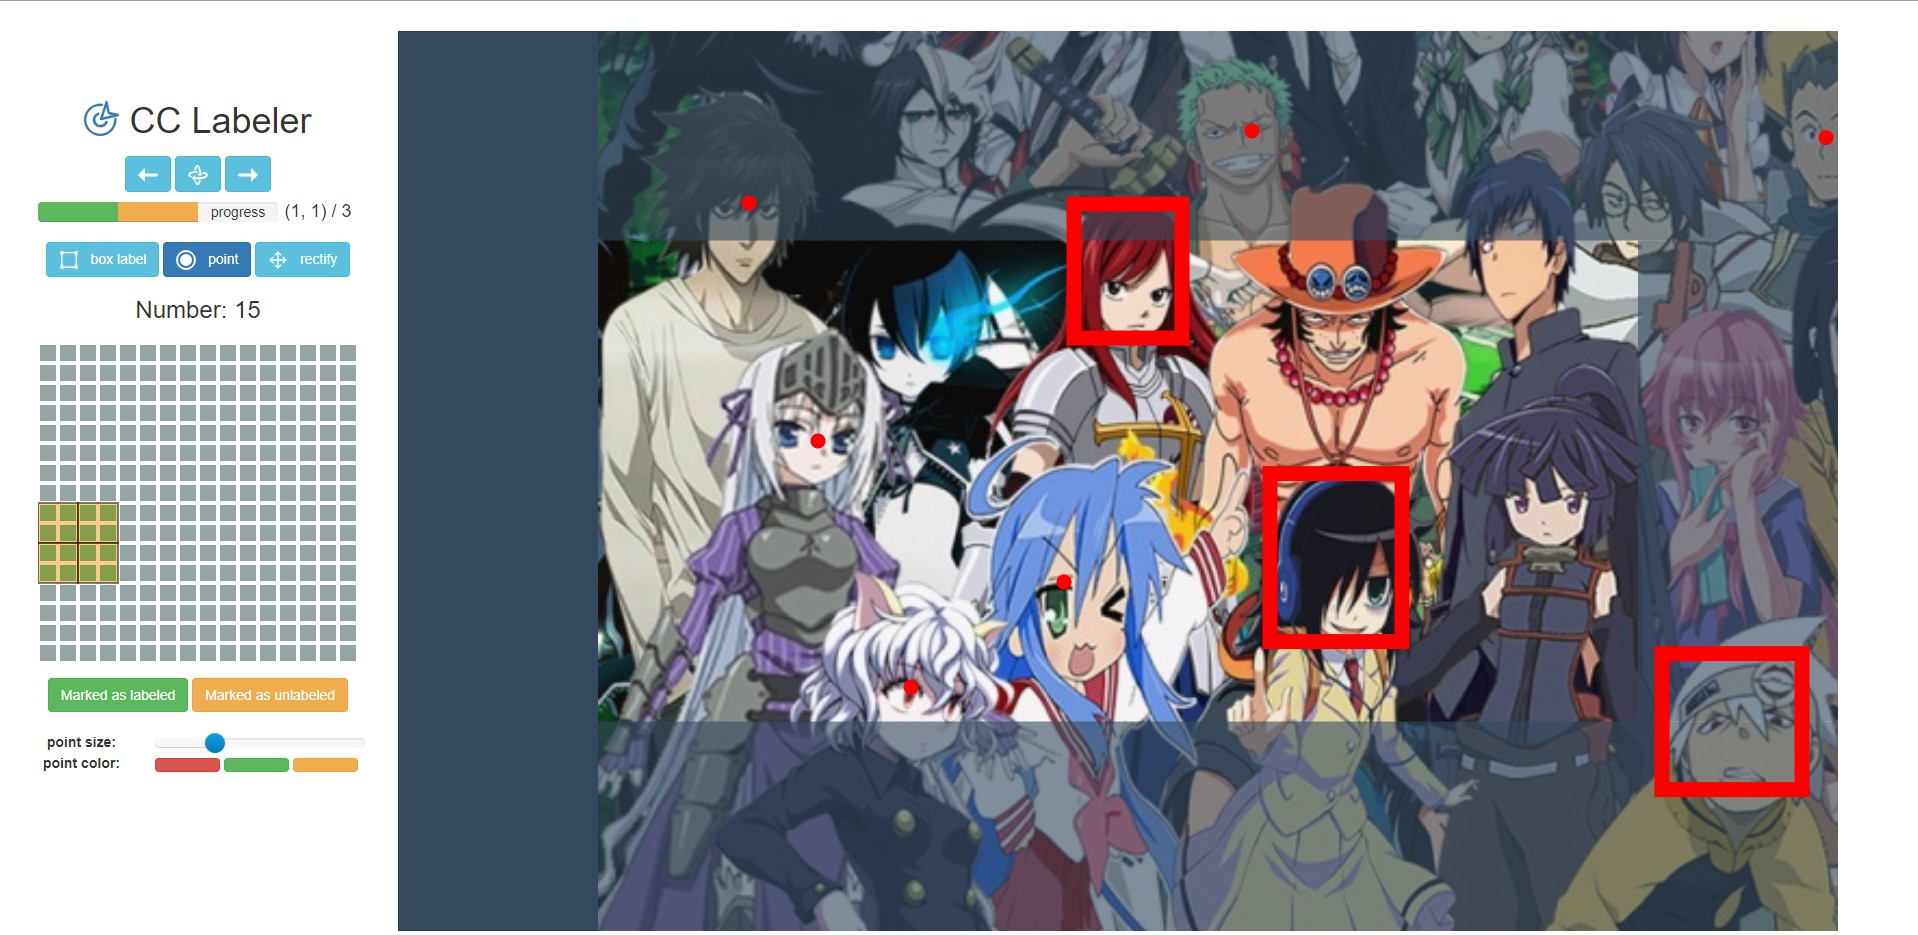 CC Labeler
progress (1, 1) / 3
box label point rectify
Number: 15
Marked as labeled Marked as unlabeled
point size:
point color: